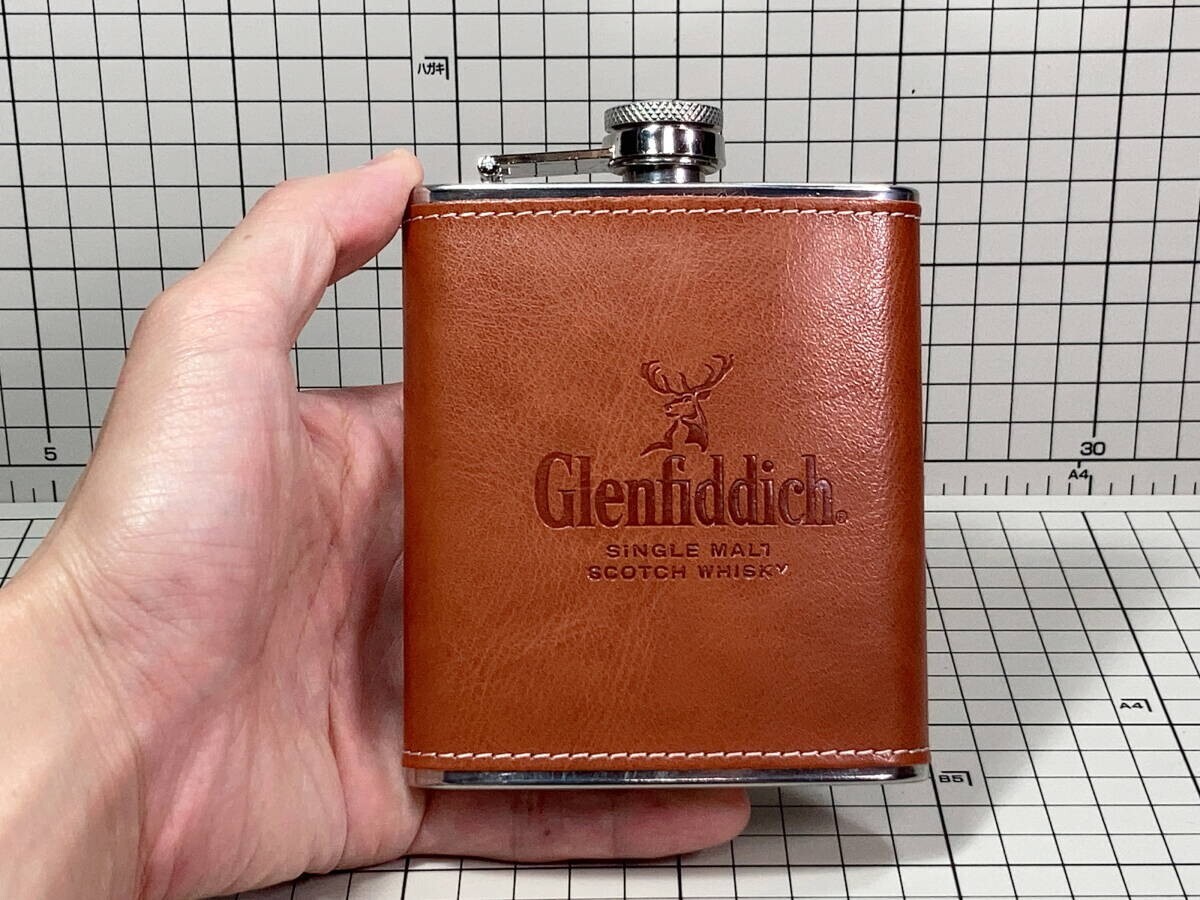 ハガキ
5
30
A4
Glenfiddich®
SINGLE MALT
SCOTCH WHISKY
A4
B5